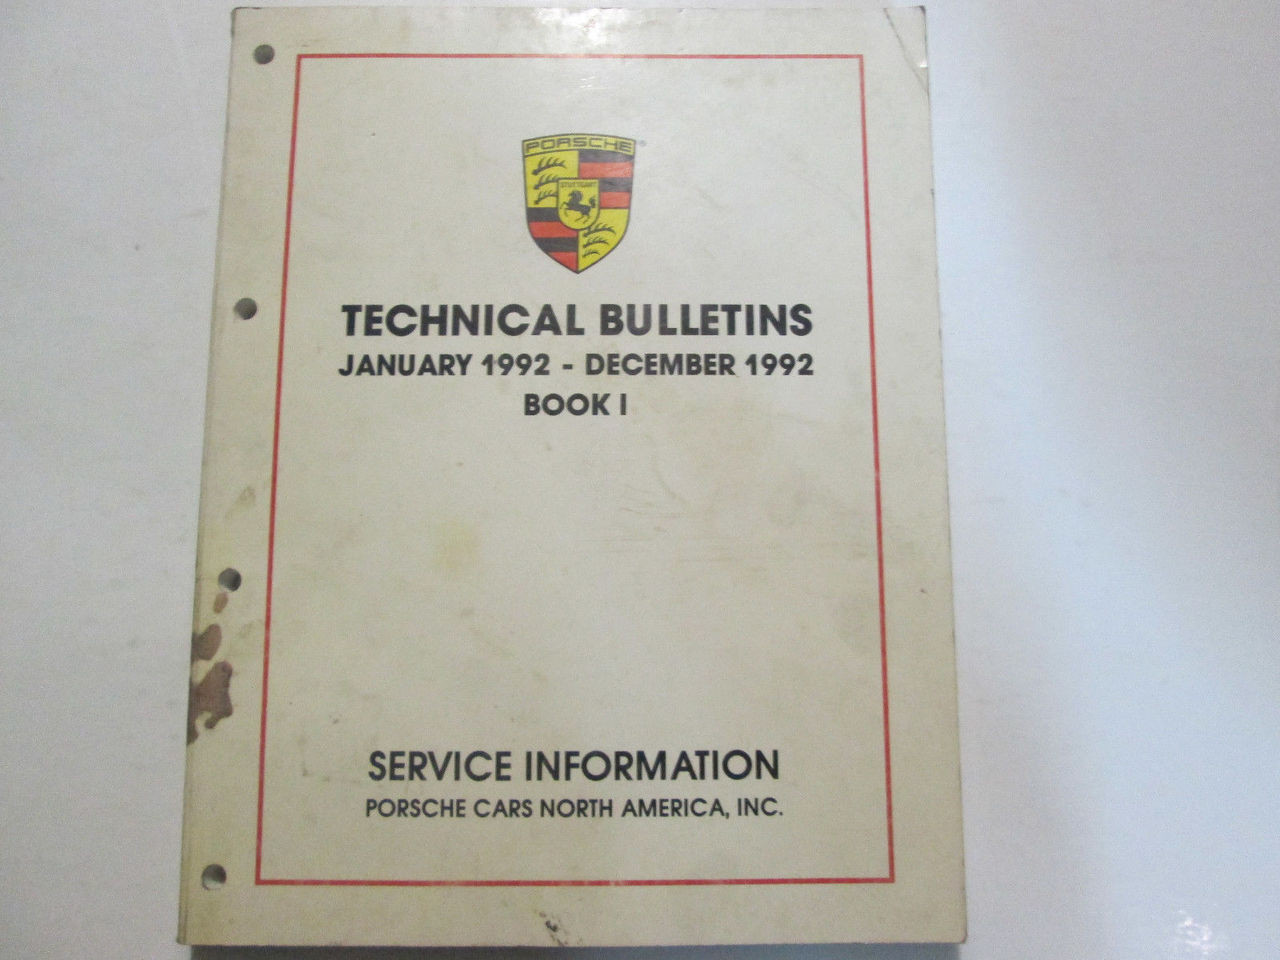 PORSCHE
STUTTGART
TECHNICAL BULLETINS
JANUARY 1992 - DECEMBER 1992
BOOK I
SERVICE INFORMATION
PORSCHE CARS NORTH AMERICA, INC.